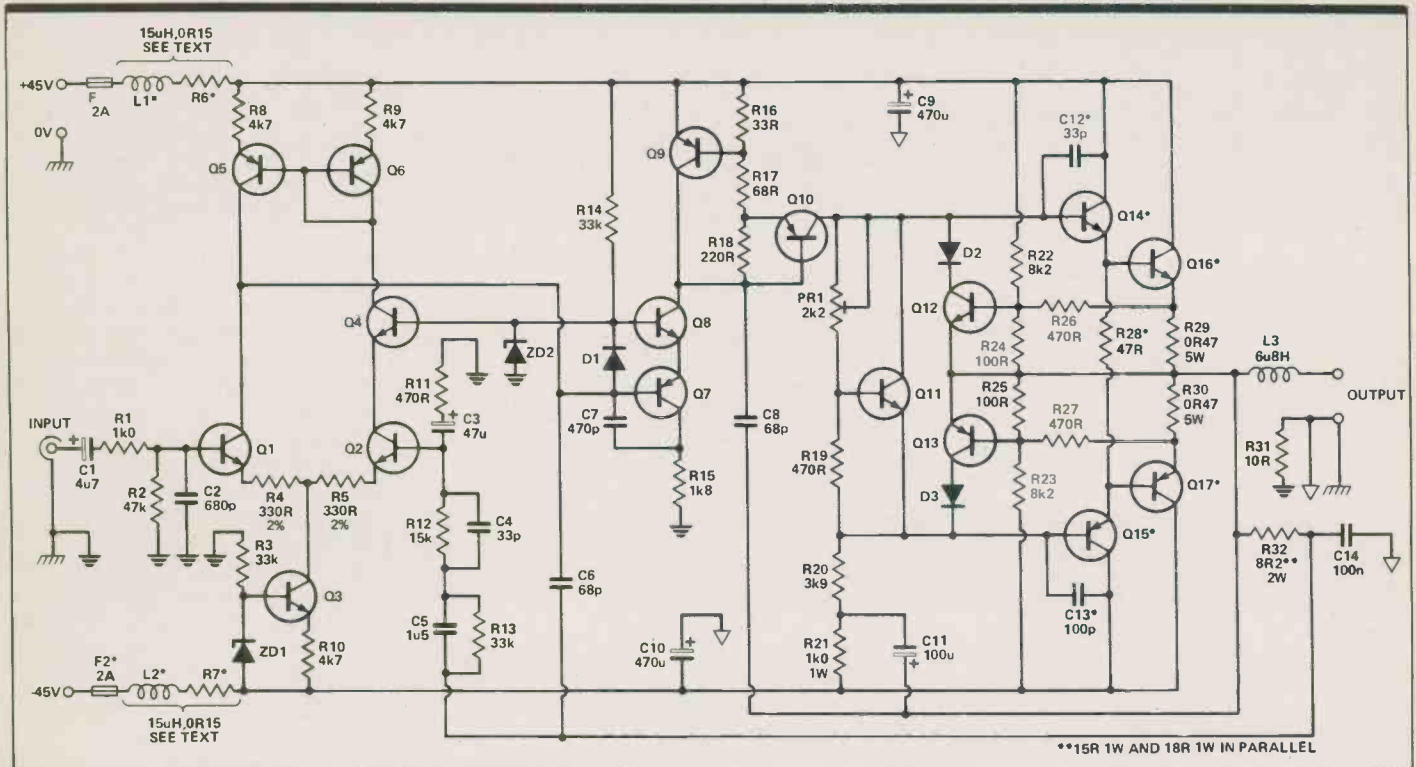 15uH,0R15
SEE TEXT
+45V
F
2A
L1*
R6*
0V
R8
4k7
R9
4k7
Q5
Q6
R14
33k
Q9
R16
33R
R17
68R
Q10
R18
220R
C9
470u
C12*
33p
Q14*
Q16*
R22
8k2
D2
PR1
2k2
Q12
R26
470R
R28*
47R
R29
0R47
5W
L3
6u8H
OUTPUT
Q4
ZD2
D1
Q8
Q7
C7
470p
R15
1k8
C8
68p
Q11
R24
100R
R25
100R
R30
0R47
5W
R27
470R
Q13
R11
470R
C3
47u
INPUT
C1
4u7
R1
1k0
R2
47k
C2
680p
Q1
Q2
R4
330R
2%
R5
330R
2%
R3
33k
Q3
R12
15k
C4
33p
C6
68p
R19
470R
D3
R23
8k2
Q17*
Q15*
R31
10R
R32
8R2**
2W
C14
100n
C13*
100p
R20
3k9
C5
1u5
R13
33k
C10
470u
R21
1k0
1W
C11
100u
ZD1
R10
4k7
-45V
F2*
2A
L2*
R7*
15uH,0R15
SEE TEXT
**15R 1W AND 18R 1W IN PARALLEL